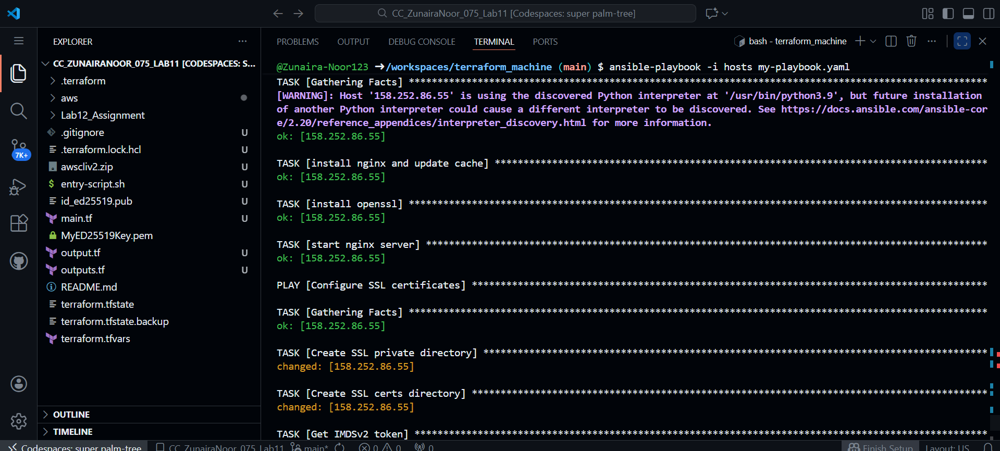 CC_ZunairaNoor_075_Lab11 [Codespaces: super palm-tree]
EXPLORER
CC_ZUNAIRANOOR_075_LAB11 [CODESPACES: S...
.terraform
aws
Lab12_Assignment
.gitignore U
.terraform.lock.hcl U
awscliv2.zip U
entry-script.sh U
id_ed25519.pub U
main.tf U
MyED25519Key.pem
output.tf U
outputs.tf U
README.md
terraform.tfstate
terraform.tfstate.backup
terraform.tfvars
OUTLINE
TIMELINE
7K+
PROBLEMS OUTPUT DEBUG CONSOLE TERMINAL PORTS
bash - terraform_machine
@Zunaira-Noor123 ➜/workspaces/terraform_machine (main) $ ansible-playbook -i hosts my-playbook.yaml
TASK [Gathering Facts] *****************************************************************************************************
[WARNING]: Host '158.252.86.55' is using the discovered Python interpreter at '/usr/bin/python3.9', but future installation
of another Python interpreter could cause a different interpreter to be discovered. See https://docs.ansible.com/ansible-cor
e/2.20/reference_appendices/interpreter_discovery.html for more information.
ok: [158.252.86.55]
TASK [install nginx and update cache] **************************************************************************************
ok: [158.252.86.55]
TASK [install openssl] *****************************************************************************************************
ok: [158.252.86.55]
TASK [start nginx server] **************************************************************************************************
ok: [158.252.86.55]
PLAY [Configure SSL certificates] ******************************************************************************************
TASK [Gathering Facts] *****************************************************************************************************
ok: [158.252.86.55]
TASK [Create SSL private directory] ****************************************************************************************
changed: [158.252.86.55]
TASK [Create SSL certs directory] ******************************************************************************************
changed: [158.252.86.55]
TASK [Get IMDSv2 token] ****************************************************************************************************
Codespaces: super palm-tree CC_ZunairaNoor_075_Lab11 main* 0 0 0 Finish Setup Layout: US